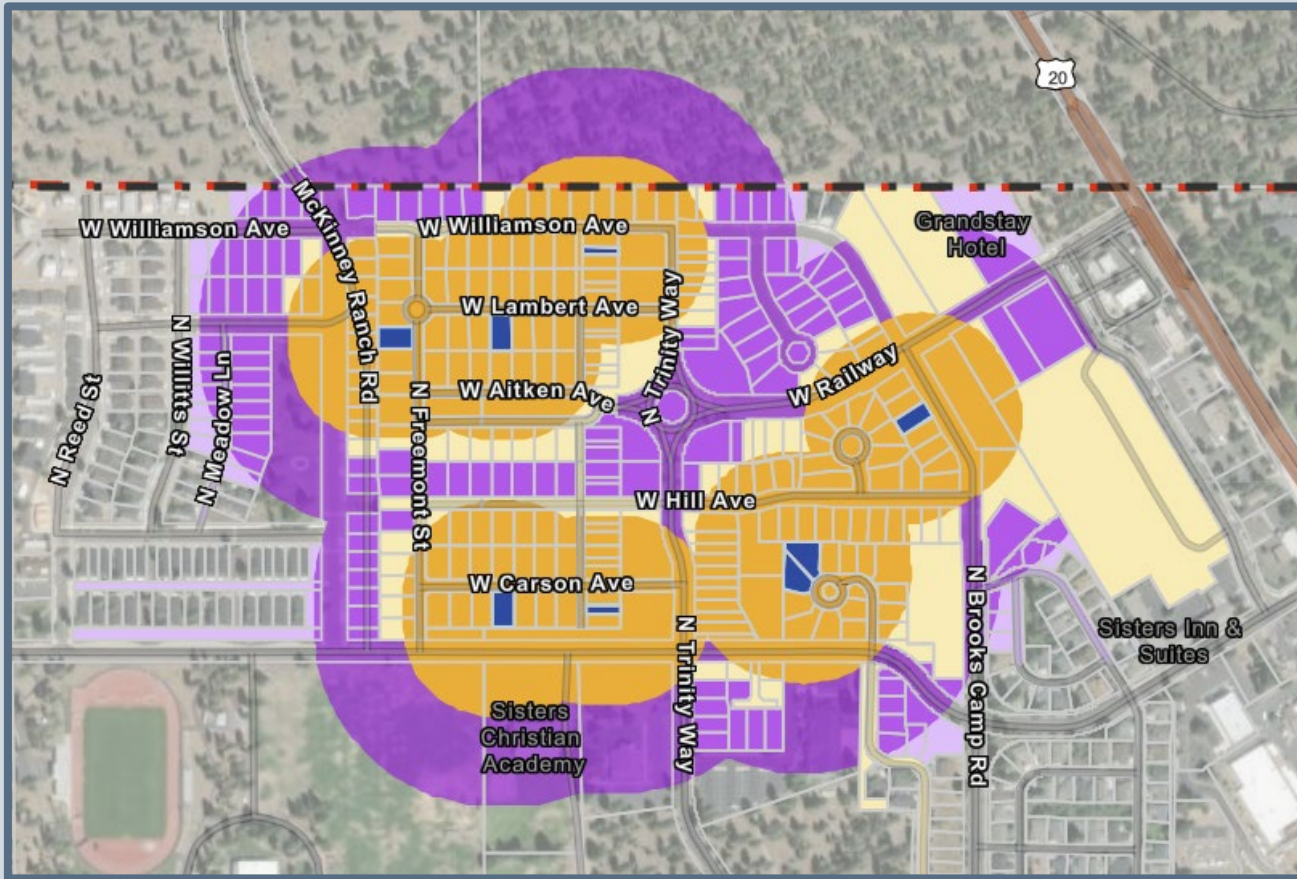 20
Grandstay
Hotel
McKinney Ranch Rd
W Williamson Ave
W Williamson Ave
W Lambert Ave
N Trinity Way
N Willitts St
N Meadow Ln
N Reed St
W Aitken Ave
N Fremont St
W Railway
W Hill Ave
W Carson Ave
N Trinity Way
N Brooks Camp Rd
Sisters Inn &
Suites
Sisters
Christian
Academy